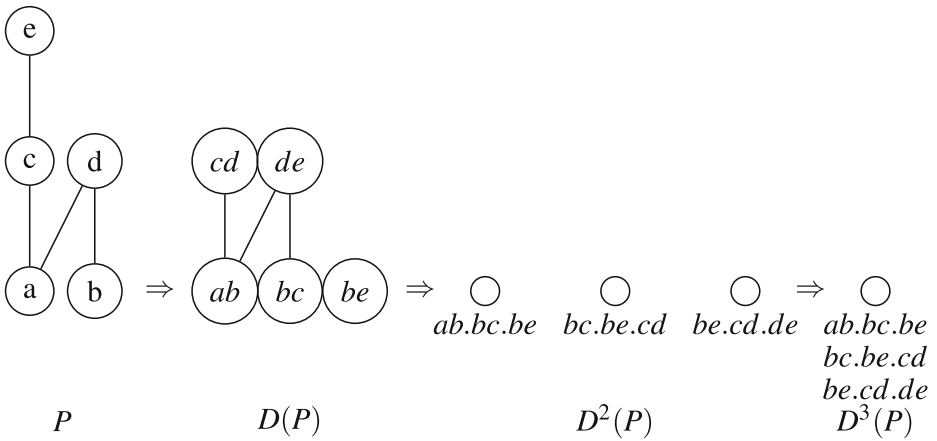 e
c d
a b ⇒
cd de
ab bc be ⇒
ab.bc.be bc.be.cd be.cd.de ⇒ ab.bc.be
bc.be.cd
be.cd.de
P D(P) D²(P) D³(P)